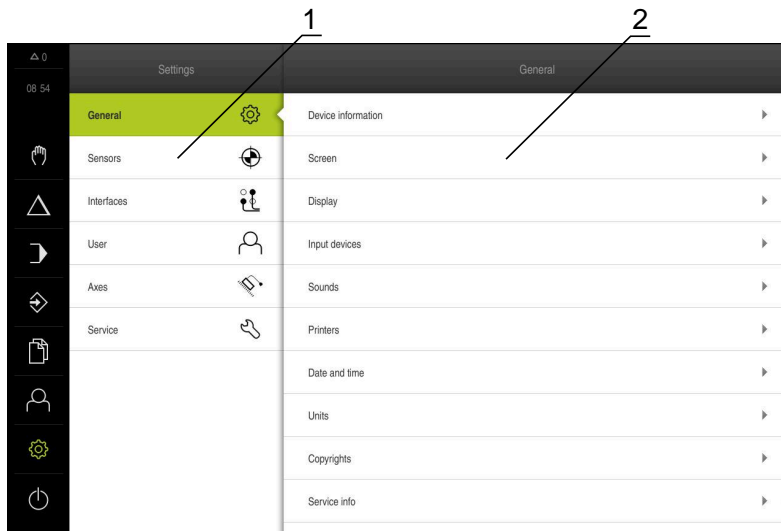 1
2
0
Settings
General
08 54
General
Device information
Sensors
Screen
Interfaces
Display
User
Input devices
Axes
Sounds
Service
Printers
Date and time
Units
Copyrights
Service info